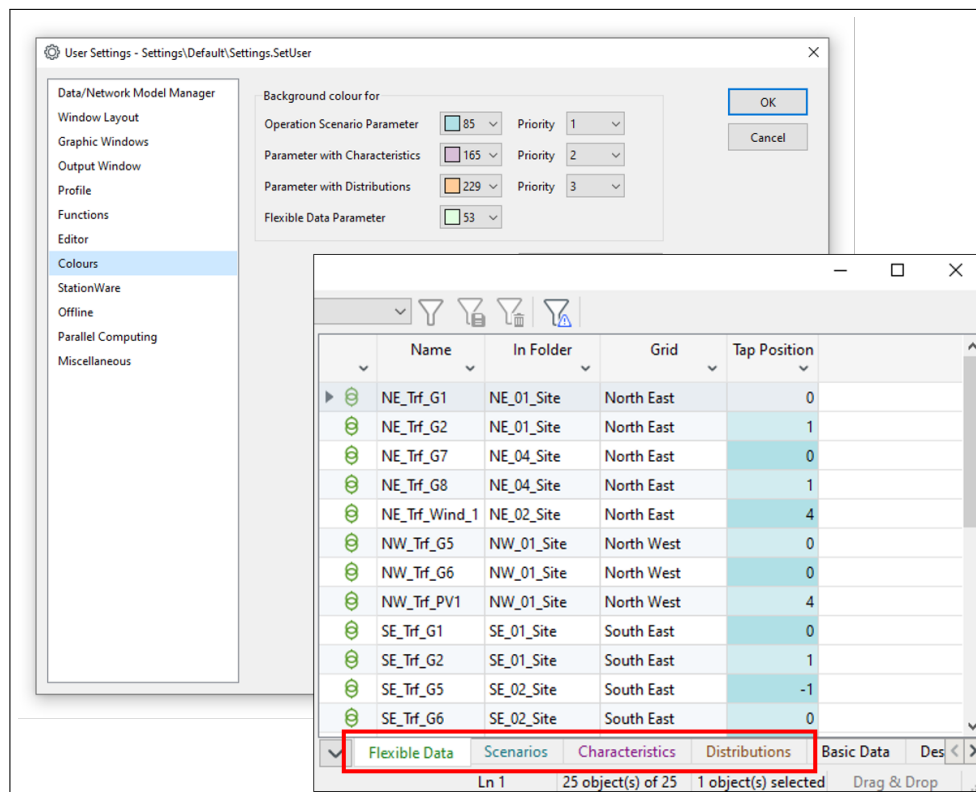 User Settings - Settings\Default\Settings.SetUser
Data/Network Model Manager
Window Layout
Graphic Windows
Output Window
Profile
Functions
Editor
Colours
StationWare
Offline
Parallel Computing
Miscellaneous
Background colour for
Operation Scenario Parameter 85 Priority 1
Parameter with Characteristics 165 Priority 2
Parameter with Distributions 229 Priority 3
Flexible Data Parameter 53
OK
Cancel
Name In Folder Grid Tap Position
NE_Trf_G1 NE_01_Site North East 0
NE_Trf_G2 NE_01_Site North East 1
NE_Trf_G7 NE_04_Site North East 0
NE_Trf_G8 NE_04_Site North East 1
NE_Trf_Wind_1 NE_02_Site North East 4
NW_Trf_G5 NW_01_Site North West 0
NW_Trf_G6 NW_01_Site North West 0
NW_Trf_PV1 NW_01_Site North West 4
SE_Trf_G1 SE_01_Site South East 0
SE_Trf_G2 SE_01_Site South East 1
SE_Trf_G5 SE_02_Site South East -1
SE_Trf_G6 SE_02_Site South East 0
Flexible Data Scenarios Characteristics Distributions Basic Data Des
Ln 1 25 object(s) of 25 1 object(s) selected Drag & Drop